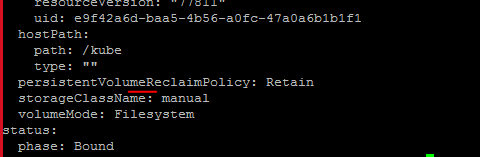 resourceVersion: "77811"
uid: e9f42a6d-baa5-4b56-a0fc-47a0a6b1b1f1
hostPath:
path: /kube
type: ""
persistentVolumeReclaimPolicy: Retain
storageClassName: manual
volumeMode: Filesystem
status:
phase: Bound